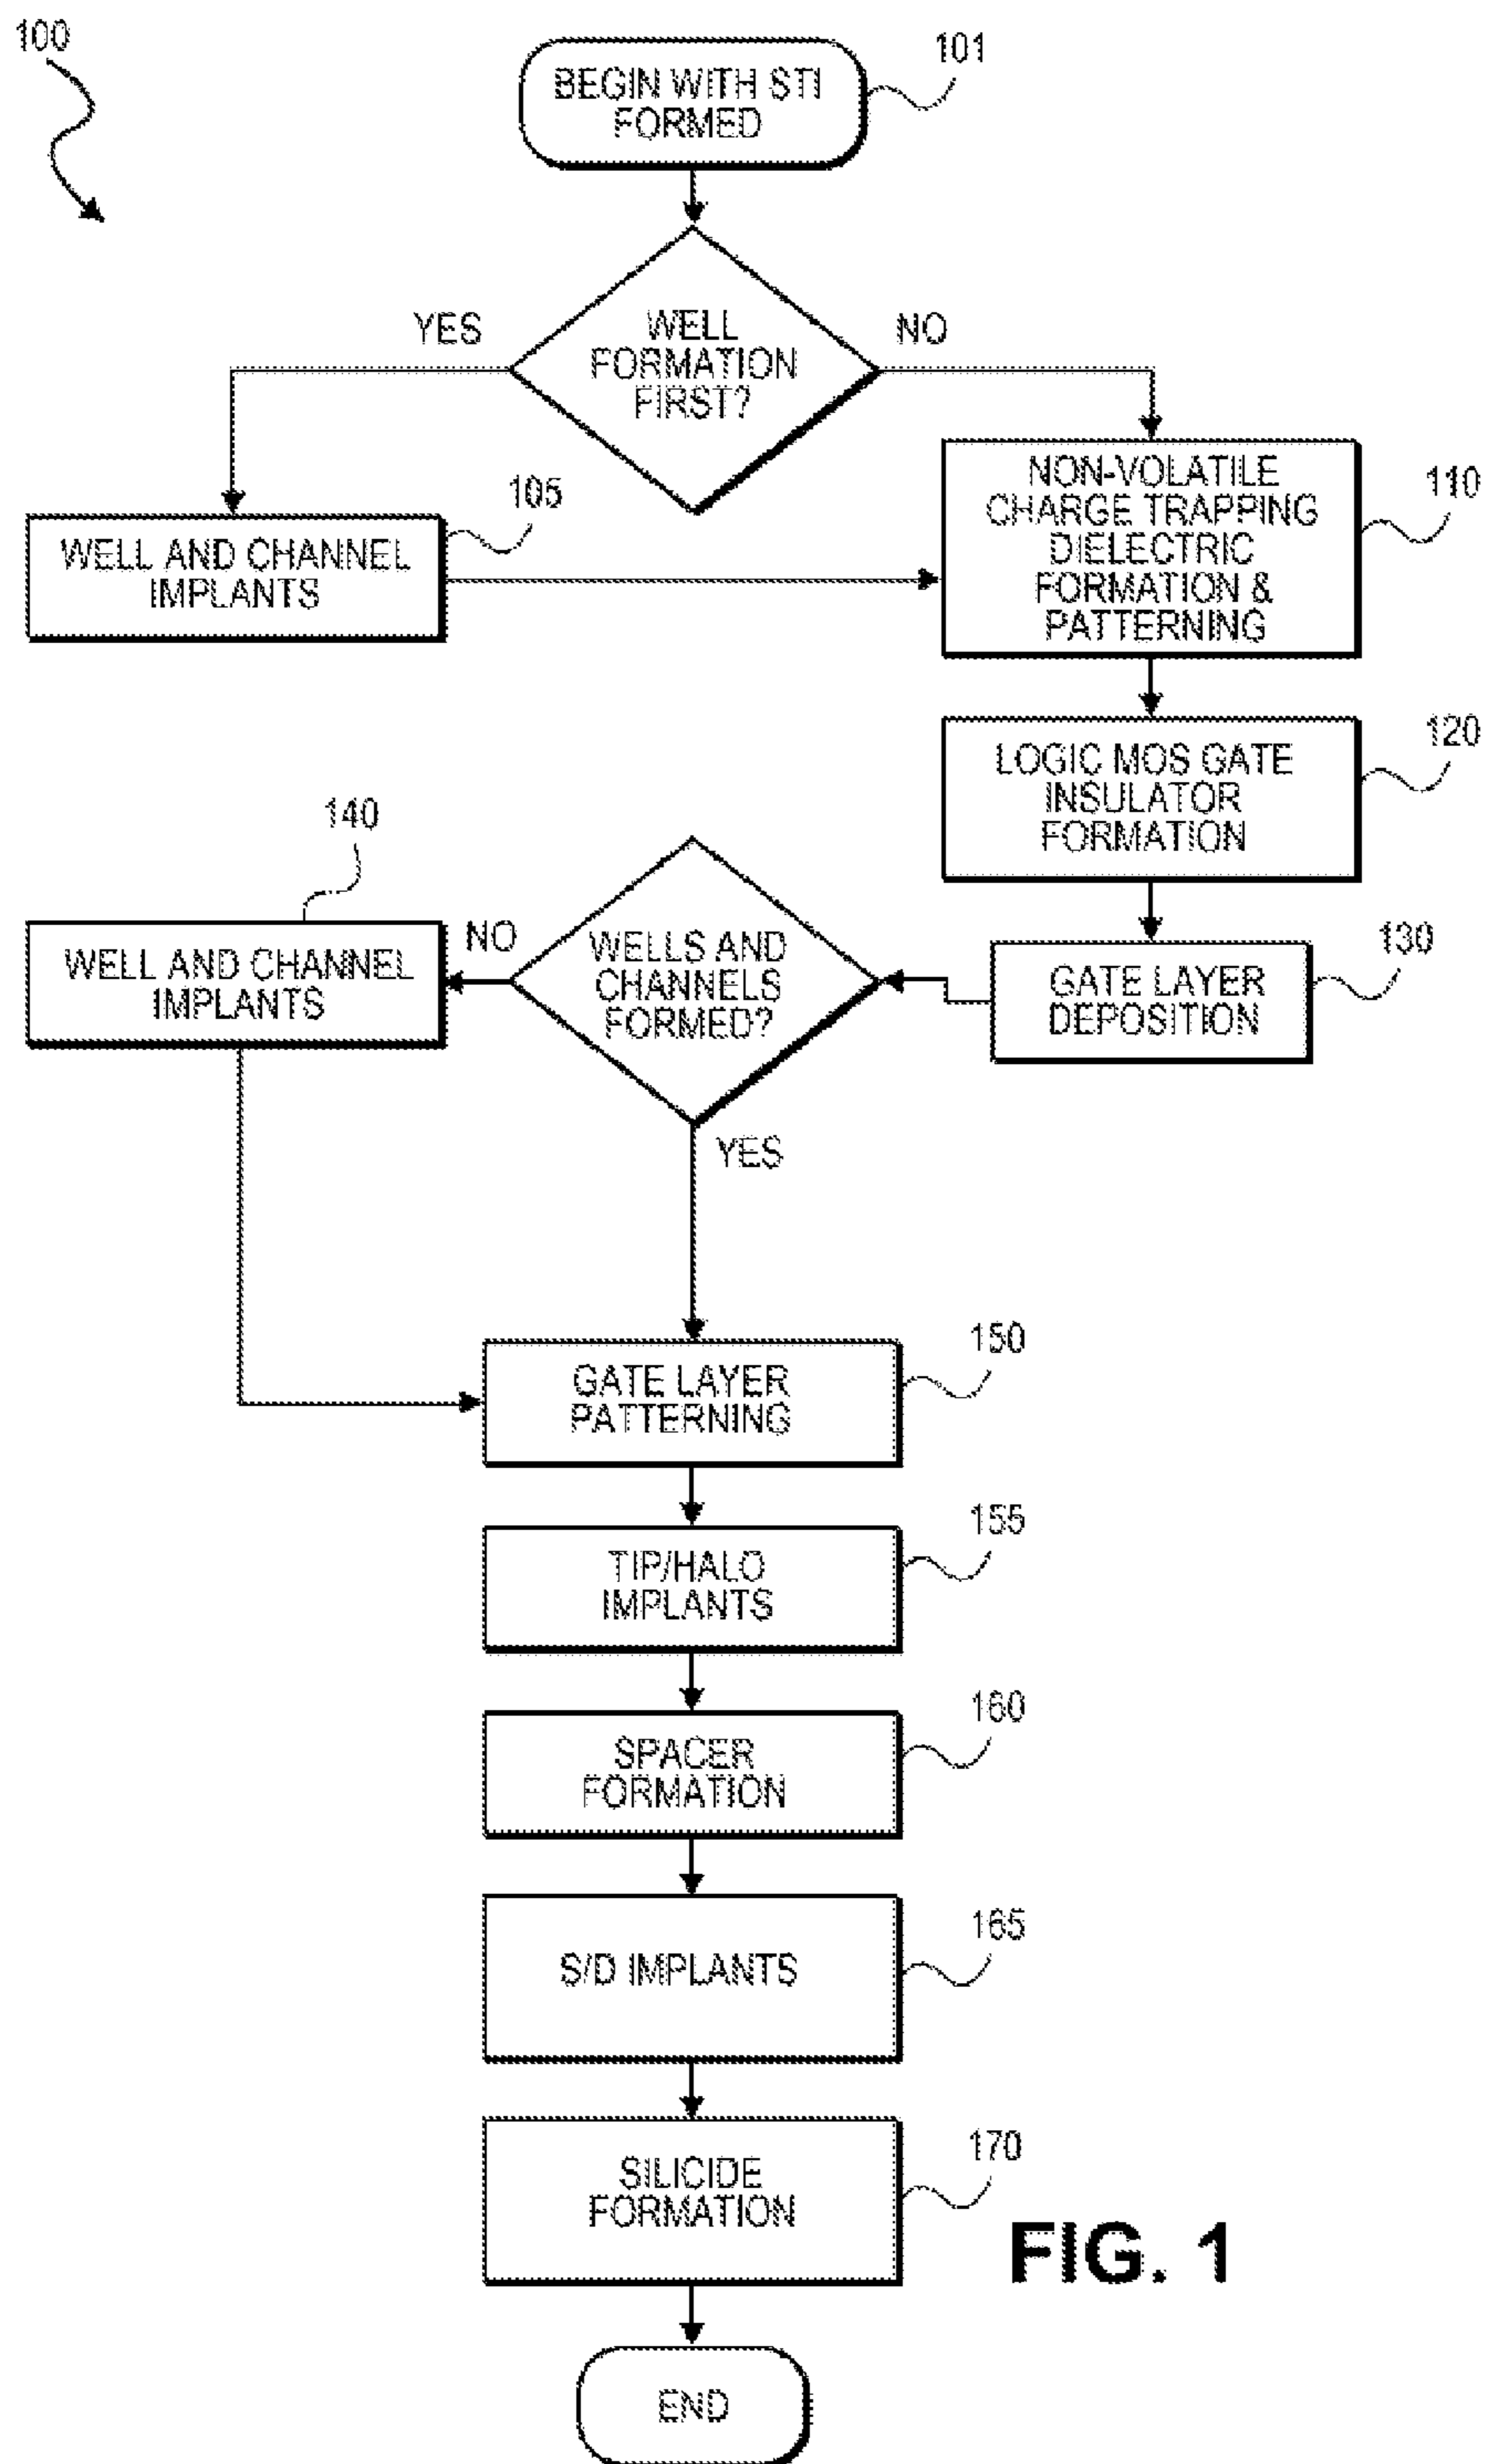 100
101
BEGIN WITH STI
FORMED
WELL
FORMATION
FIRST?
YES
NO
105
WELL AND CHANNEL
IMPLANTS
110
NON-VOLATILE
CHARGE TRAPPING
DIELECTRIC
FORMATION &
PATTERNING
120
LOGIC MOS GATE
INSULATOR
FORMATION
130
GATE LAYER
DEPOSITION
WELLS AND
CHANNELS
FORMED?
NO
YES
140
WELL AND CHANNEL
IMPLANTS
150
GATE LAYER
PATTERNING
155
TIP/HALO
IMPLANTS
160
SPACER
FORMATION
165
S/D IMPLANTS
170
SILICIDE
FORMATION
FIG. 1
END